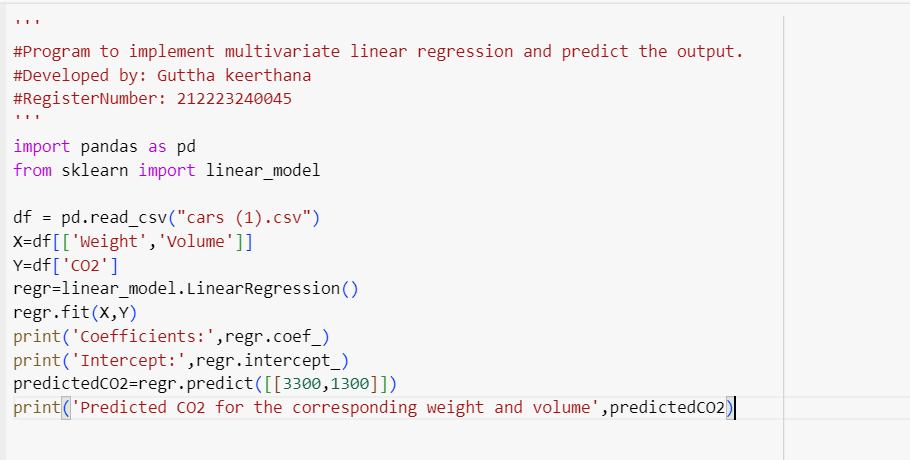 '''
#Program to implement multivariate linear regression and predict the output.
#Developed by: Guttha keerthana
#RegisterNumber: 212223240045
'''
import pandas as pd
from sklearn import linear_model
df = pd.read_csv("cars (1).csv")
X=df[['Weight','Volume']]
Y=df['CO2']
regr=linear_model.LinearRegression()
regr.fit(X,Y)
print('Coefficients:',regr.coef_)
print('Intercept:',regr.intercept_)
predictedCO2=regr.predict([[3300,1300]])
print('Predicted CO2 for the corresponding weight and volume',predictedCO2)